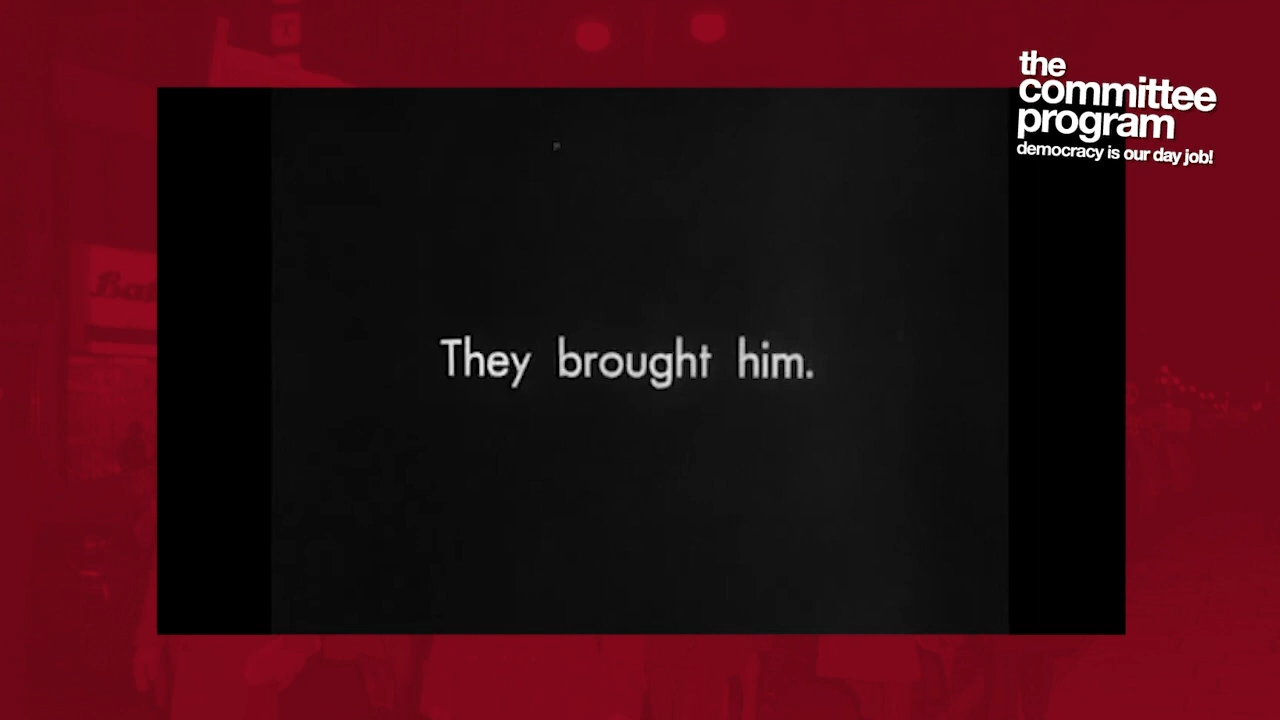 the
committee
program
democracy is our day job!
They brought him.